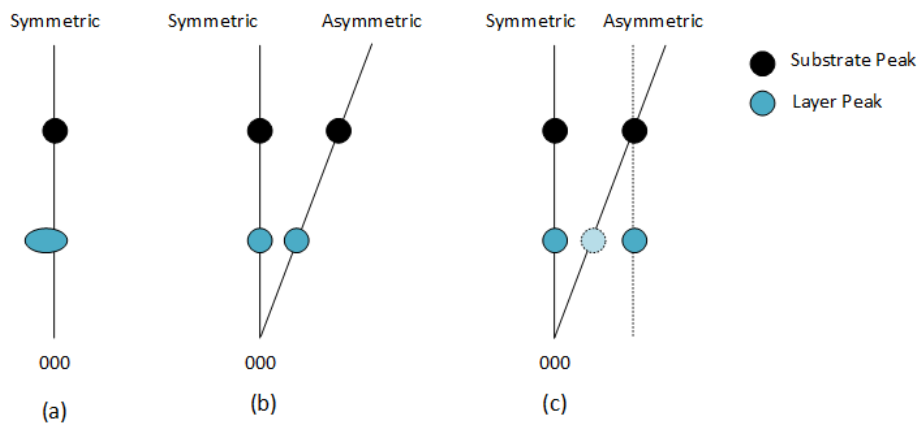 Symmetric
Symmetric
Asymmetric
Symmetric
Asymmetric
Substrate Peak
Layer Peak
000
000
000
(a)
(b)
(c)